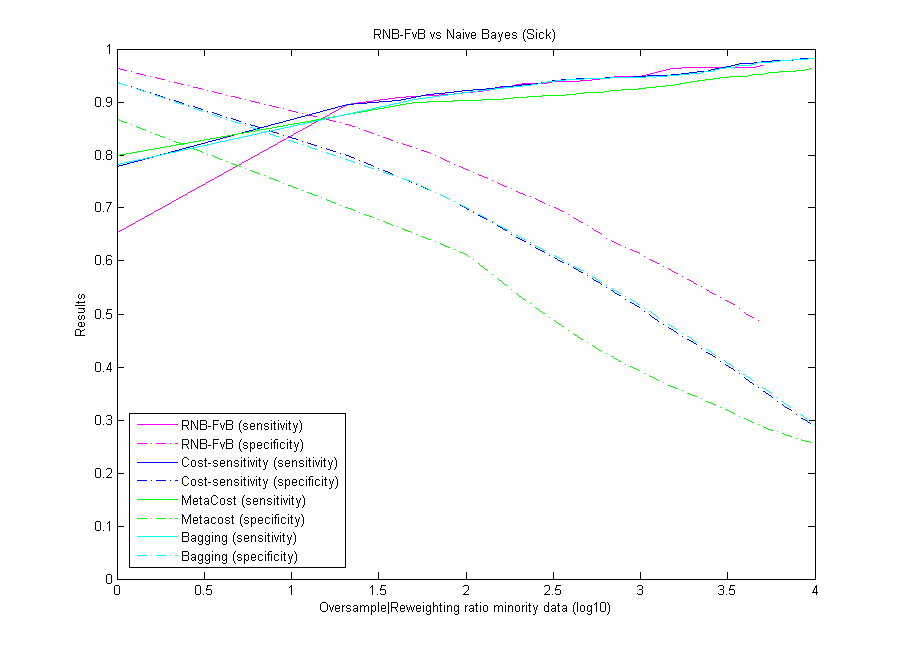 RNB-FvB vs Naive Bayes (Sick)
1
0.9
0.8
0.7
0.6
0.5
0.4
0.3
0.2
0.1
0
Results
RNB-FvB (sensitivity)
RNB-FvB (specificity)
Cost-sensitivity (sensitivity)
Cost-sensitivity (specificity)
MetaCost (sensitivity)
Metacost (specificity)
Bagging (sensitivity)
Bagging (specificity)
0 0.5 1 1.5 2 2.5 3 3.5 4
Oversample|Reweighting ratio minority data (log10)